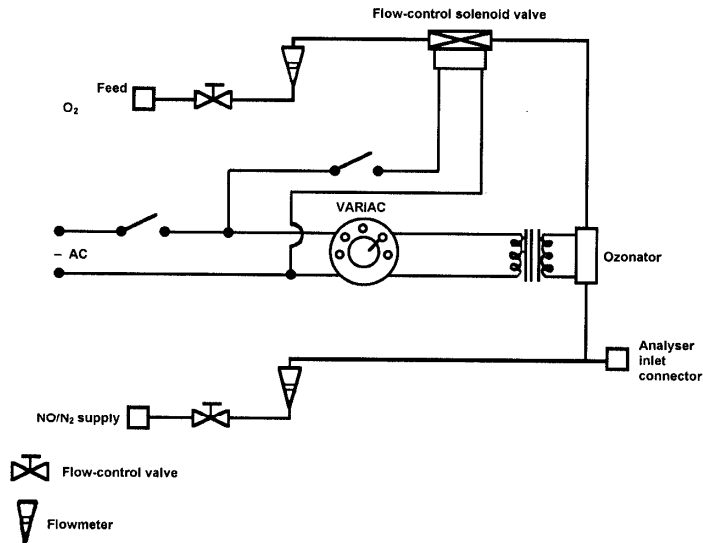 Flow-control solenoid valve
Feed
O₂
VARIAC
– AC
Ozonator
Analyser
inlet
connector
NO/N₂ supply
Flow-control valve
Flowmeter